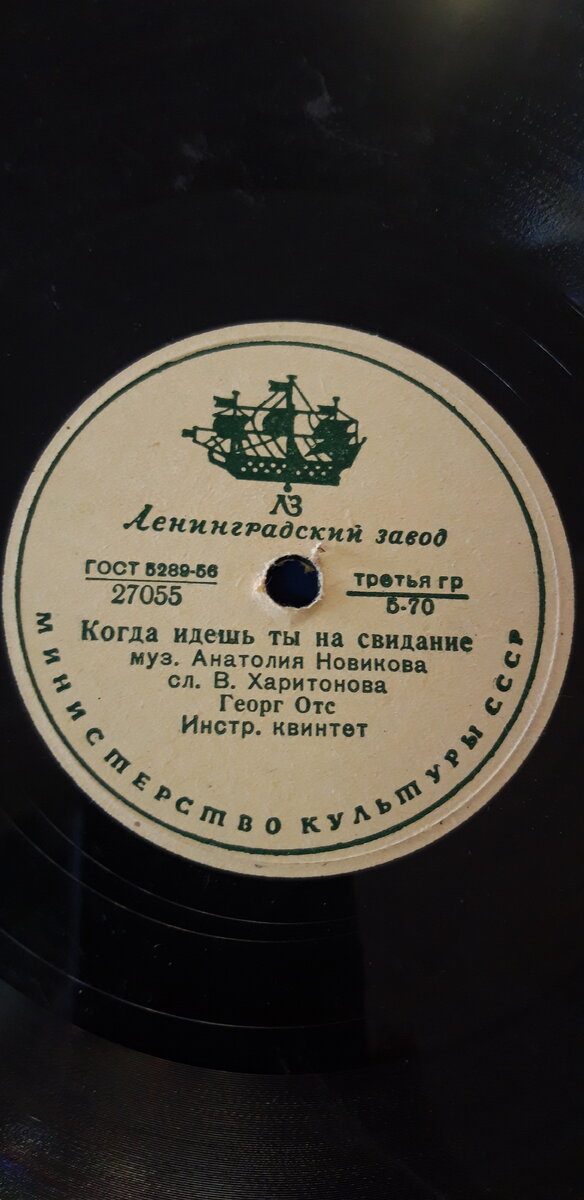 ЛЗ
Ленинградский завод
ГОСТ 5289-56
27055
третья гр
5-70
Когда идешь ты на свидание
муз. Анатолия Новикова
сл. В. Харитонова
Георг Отс
Инстр. квинтет
МИНИСТЕРСТВО КУЛЬТУРЫ СССР